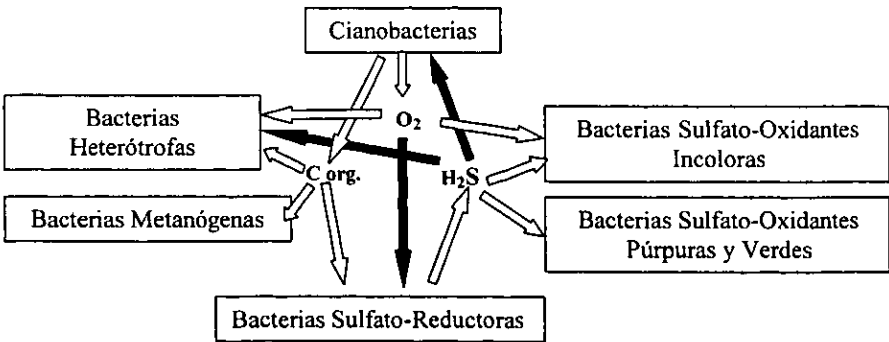 Cianobacterias
Bacterias
Heterótrofas
O₂
Bacterias Sulfato-Oxidantes
Incoloras
C org.
H₂S
Bacterias Metanógenas
Bacterias Sulfato-Oxidantes
Púrpuras y Verdes
Bacterias Sulfato-Reductoras